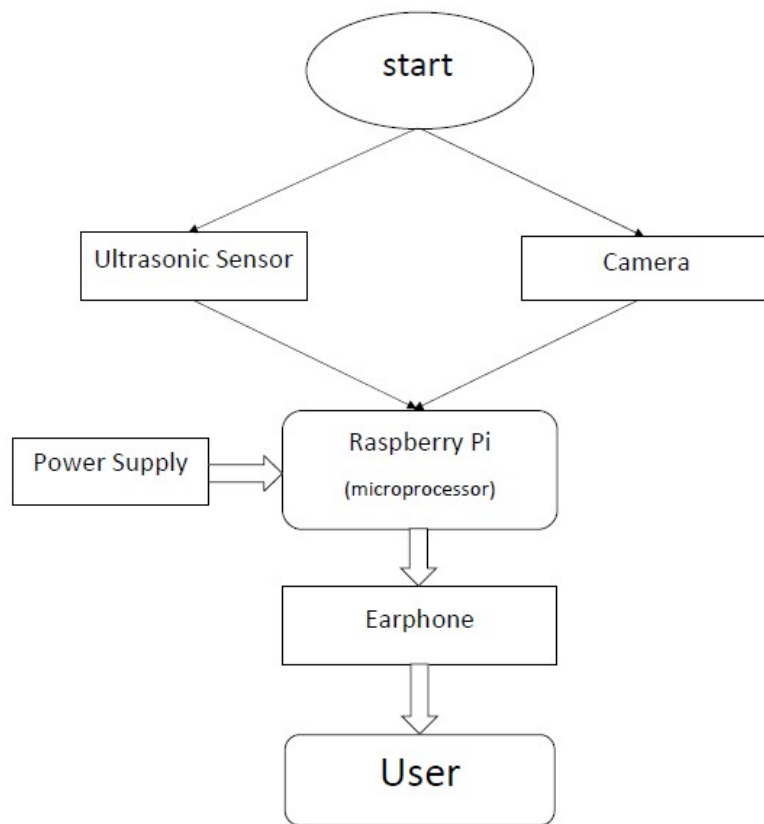 start
Ultrasonic Sensor
Camera
Raspberry Pi
(microprocessor)
Power Supply
Earphone
User